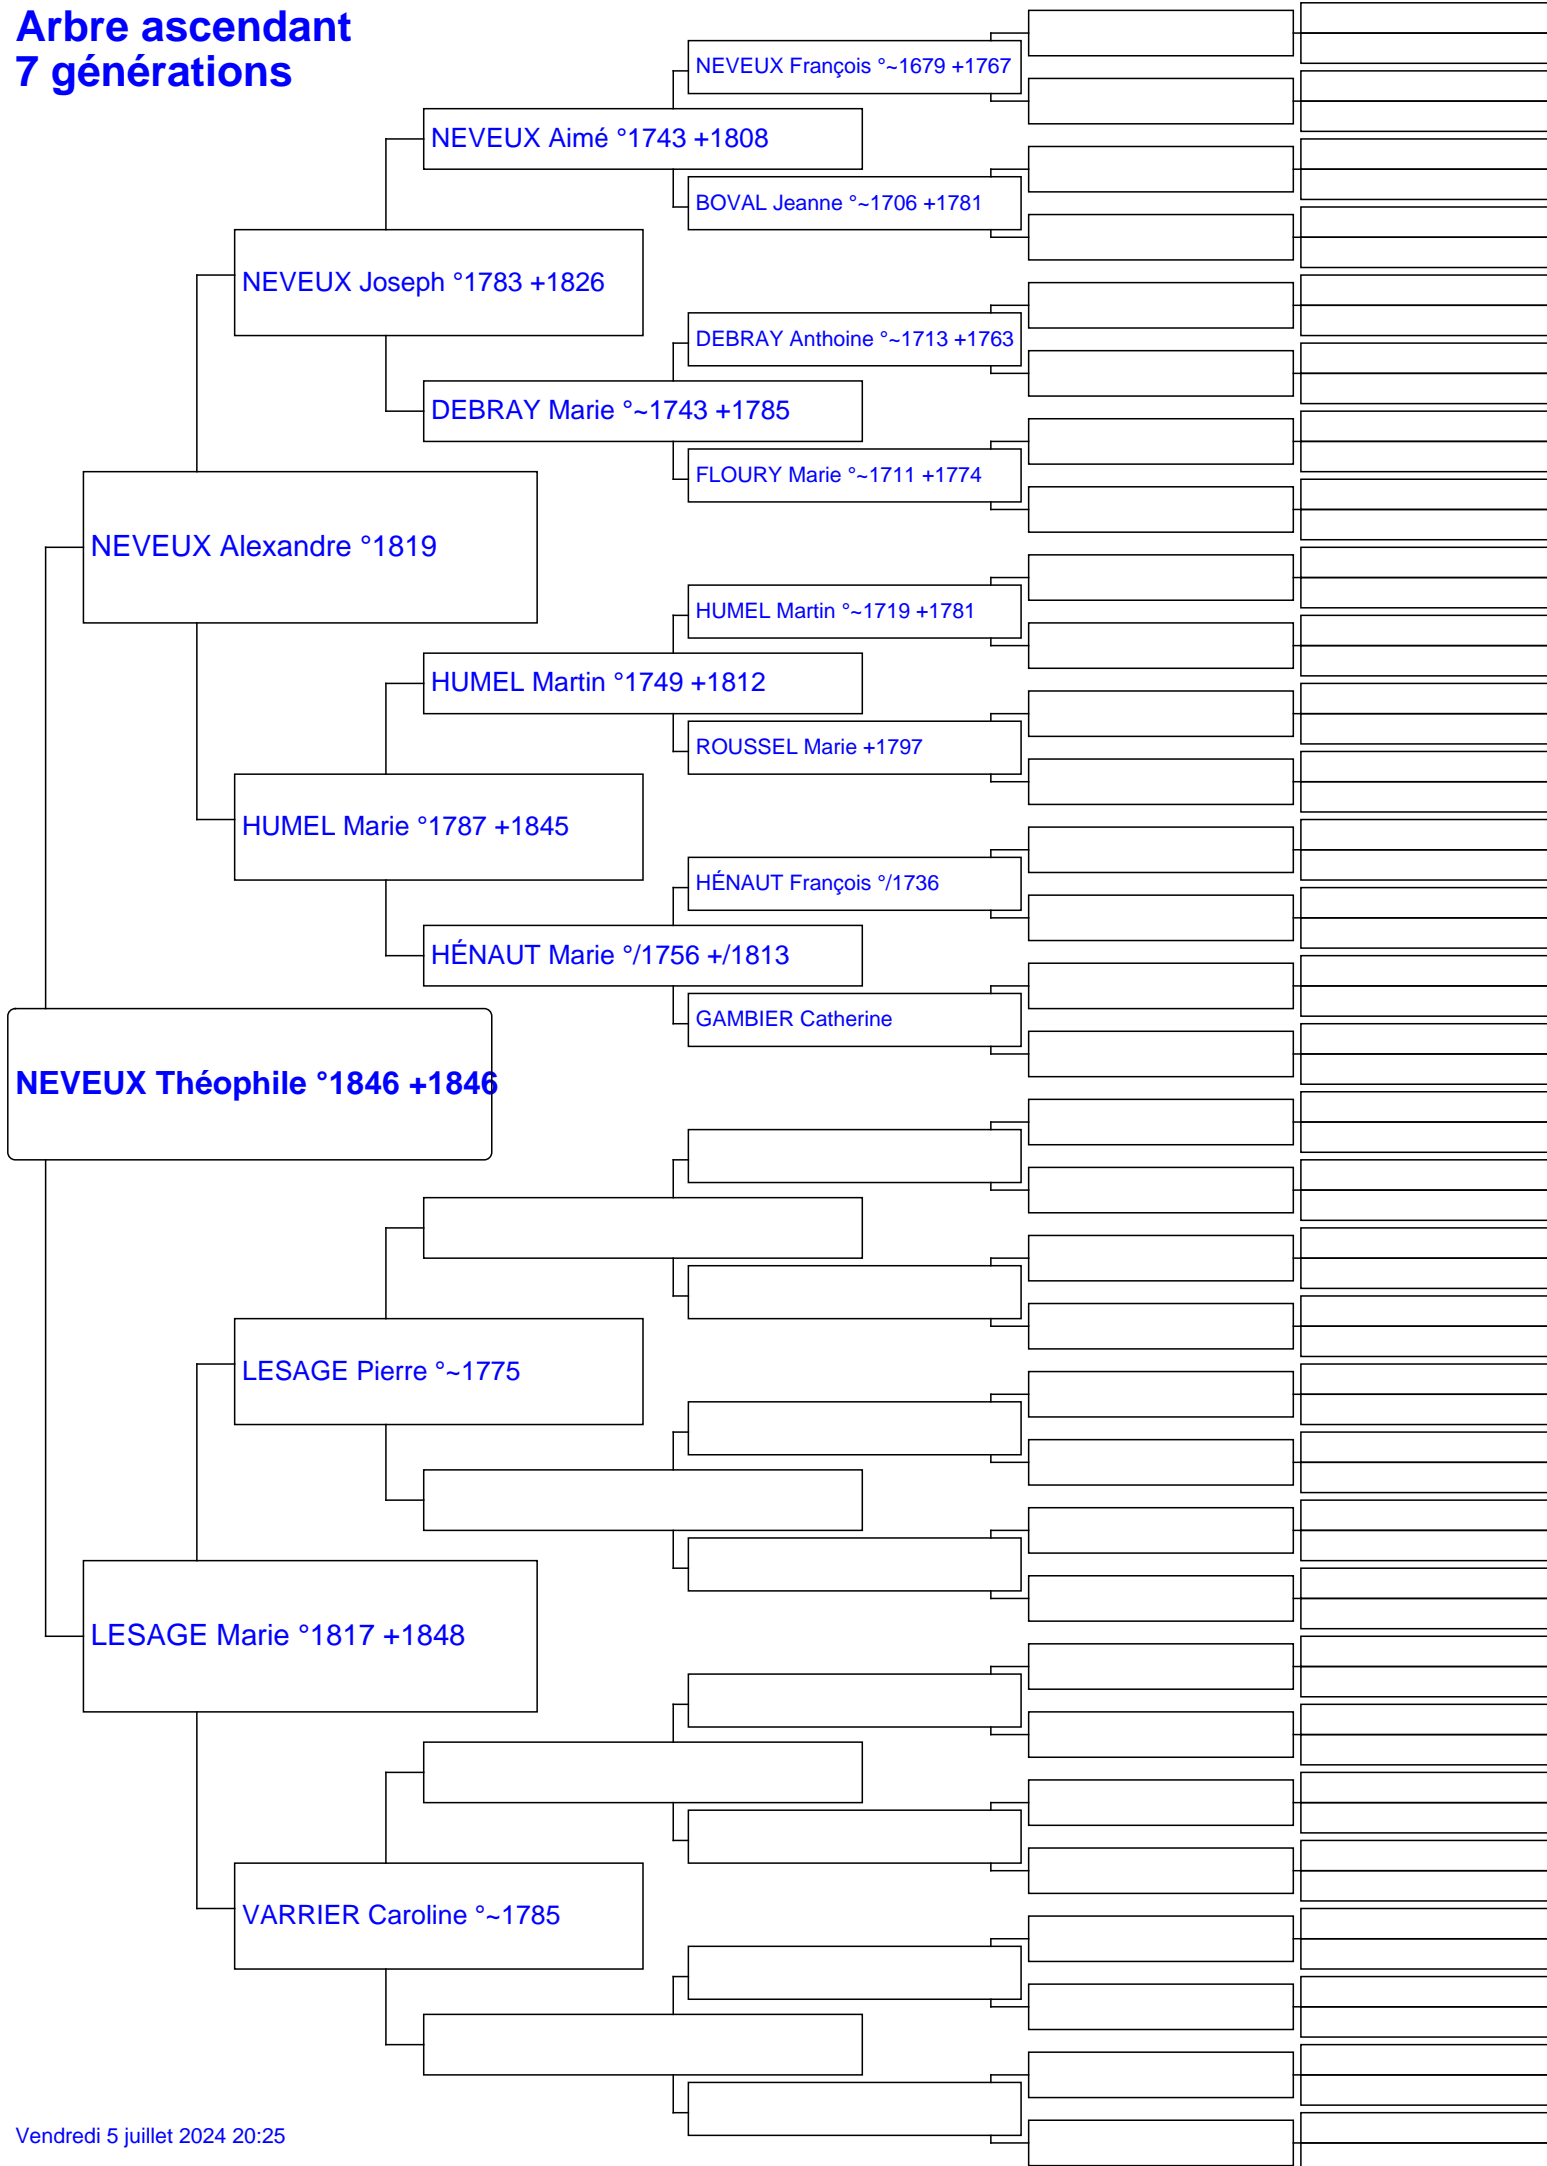 Arbre ascendant
7 générations
NEVEUX François °~1679 +1767
NEVEUX Aimé °1743 +1808
BOVAL Jeanne °~1706 +1781
NEVEUX Joseph °1783 +1826
DEBRAY Anthoine °~1713 +1763
DEBRAY Marie °~1743 +1785
FLOURY Marie °~1711 +1774
NEVEUX Alexandre °1819
HUMEL Martin °~1719 +1781
HUMEL Martin °1749 +1812
ROUSSEL Marie +1797
HUMEL Marie °1787 +1845
HÉNAUT François °/1736
HÉNAUT Marie °/1756 +/1813
GAMBIER Catherine
NEVEUX Théophile °1846 +1846
LESAGE Pierre °~1775
LESAGE Marie °1817 +1848
VARRIER Caroline °~1785
Vendredi 5 juillet 2024 20:25